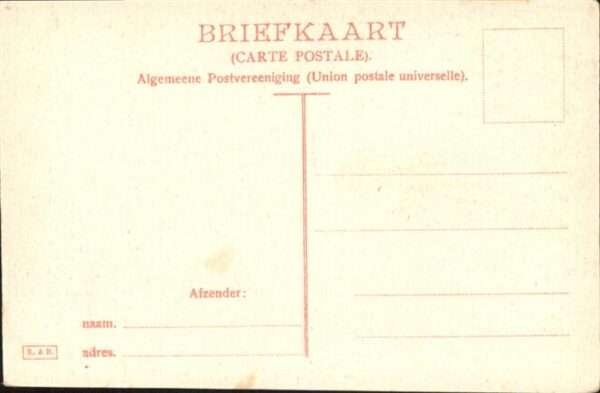 BRIEFKAART
(CARTE POSTALE).
Algemeene Postvereeniging (Union postale universelle).
Afzender:
naam.
adres.